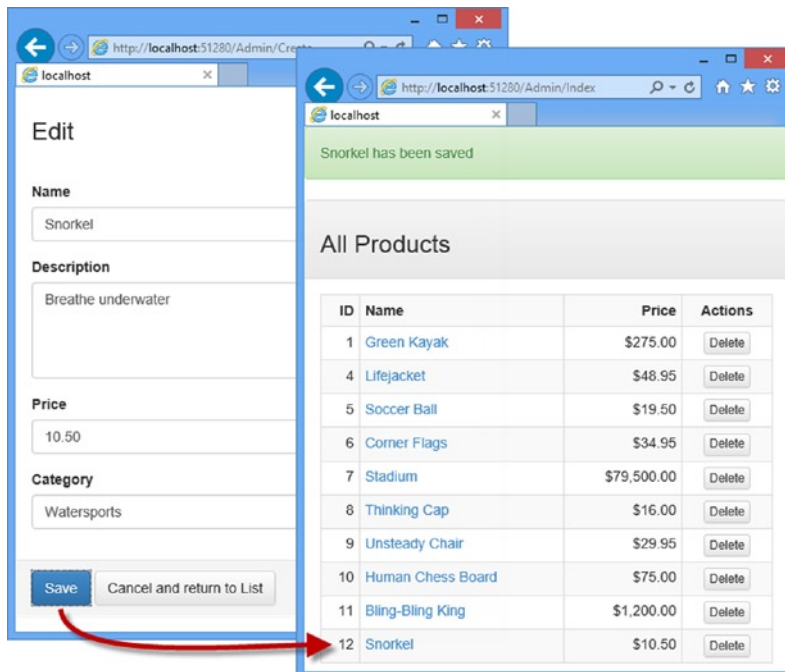 http://localhost:51280/Admin/Create
localhost
Edit
Name
Snorkel
Description
Breathe underwater
Price
10.50
Category
Watersports
Save
Cancel and return to List
http://localhost:51280/Admin/Index
localhost
Snorkel has been saved
All Products
ID Name Price Actions
1 Green Kayak $275.00 Delete
4 Lifejacket $48.95 Delete
5 Soccer Ball $19.50 Delete
6 Corner Flags $34.95 Delete
7 Stadium $79,500.00 Delete
8 Thinking Cap $16.00 Delete
9 Unsteady Chair $29.95 Delete
10 Human Chess Board $75.00 Delete
11 Bling-Bling King $1,200.00 Delete
12 Snorkel $10.50 Delete